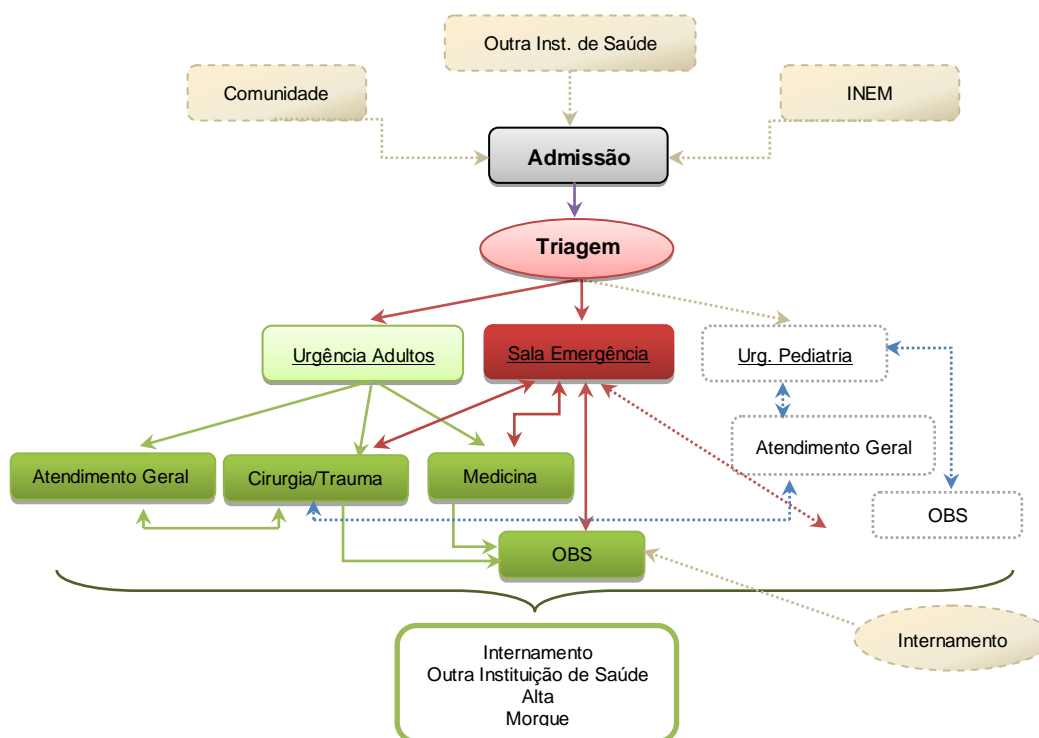 Outra Inst. de Saúde
Comunidade
INEM
Admissão
Triagem
Urgência Adultos
Sala Emergência
Urg. Pediatria
Atendimento Geral
Atendimento Geral
Cirurgia/Trauma
Medicina
OBS
OBS
Internamento
Internamento
Outra Instituição de Saúde
Alta
Morgue